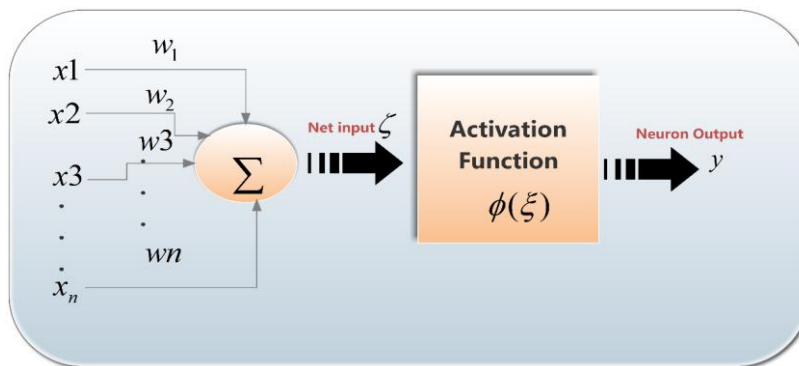 x1 w₁
x2 w₂
x3 w3
wn
xₙ
∑
Net input ζ
Activation
Function
ϕ(ξ)
Neuron Output
y